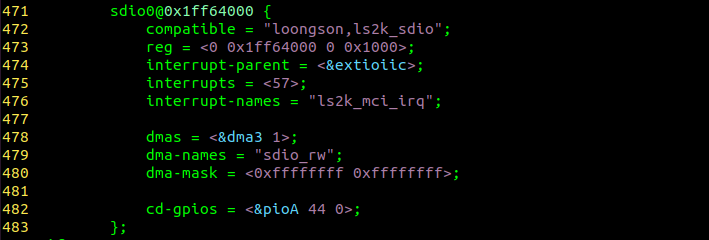 471 sdio0@0x1ff64000 {
472 compatible = "loongson,ls2k_sdio";
473 reg = <0 0x1ff64000 0 0x1000>;
474 interrupt-parent = <&extioiic>;
475 interrupts = <57>;
476 interrupt-names = "ls2k_mci_irq";
477
478 dmas = <&dma3 1>;
479 dma-names = "sdio_rw";
480 dma-mask = <0xffffffff 0xffffffff>;
481
482 cd-gpios = <&pioA 44 0>;
483 };